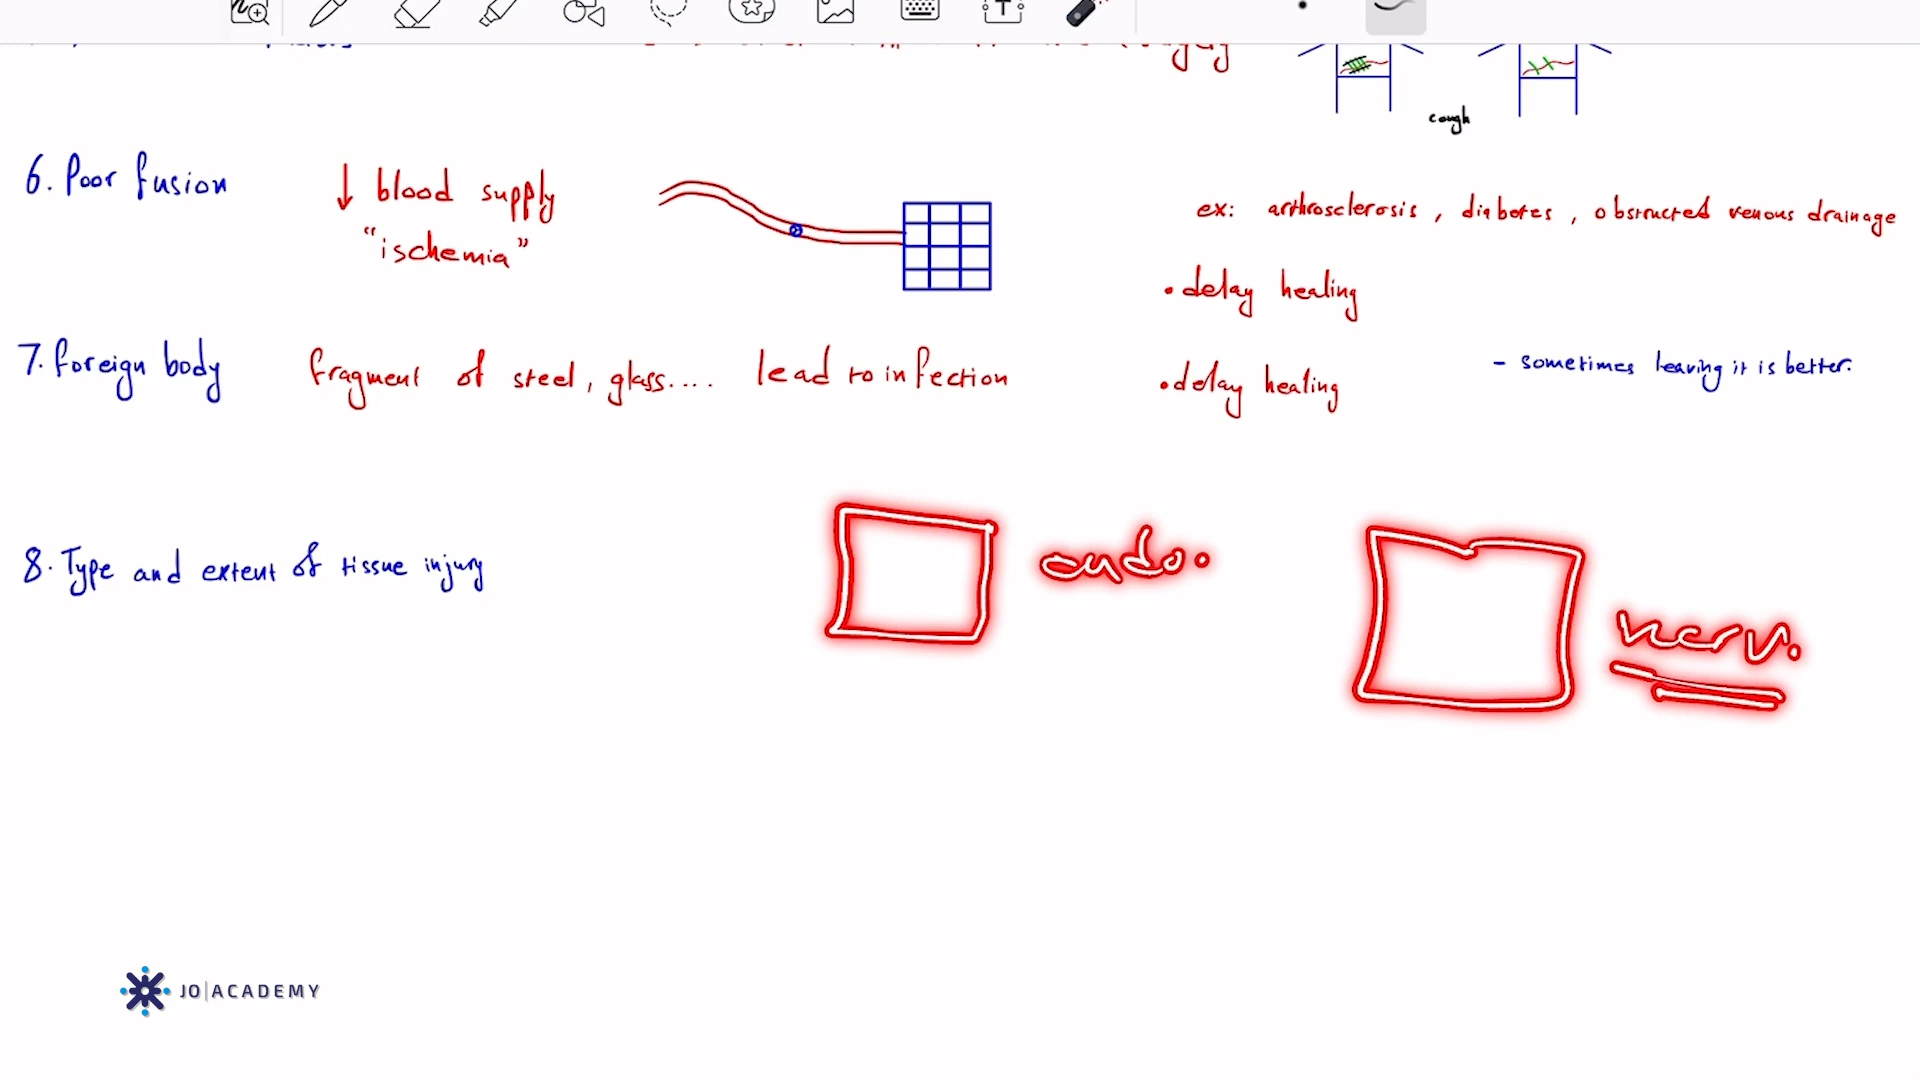 cough
6. Poor fusion
↓ blood supply
"ischemia"
ex: arthrosclerosis, diabetes, obstructed venous drainage
• delay healing
7. foreign body
fragment of steel, glass.... lead to infection
• delay healing
- sometimes leaving it is better.
8. Type and extent of tissue injury
endo.
nerv.
JO|ACADEMY